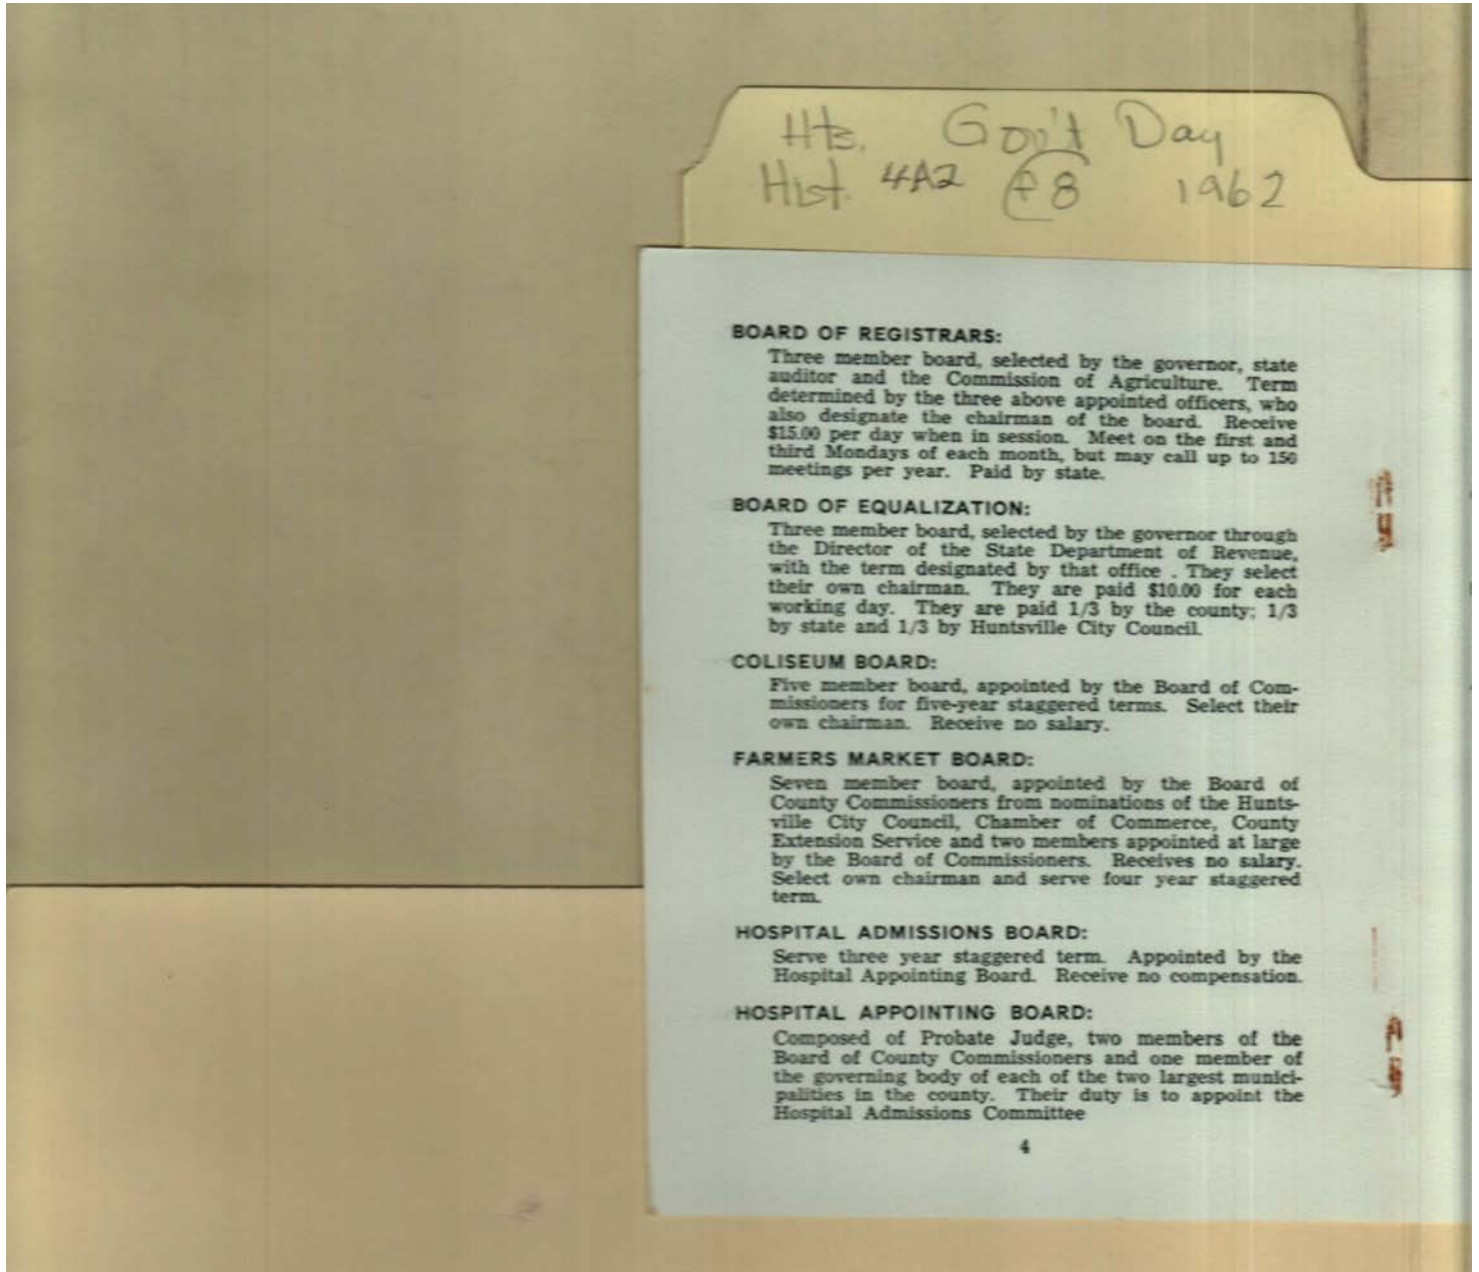 Hts. Gov't Day
Hist. 4A2 f8 1962
BOARD OF REGISTRARS:
Three member board, selected by the governor, state
auditor and the Commission of Agriculture. Term
determined by the three above appointed officers, who
also designate the chairman of the board. Receive
$15.00 per day when in session. Meet on the first and
third Mondays of each month, but may call up to 150
meetings per year. Paid by state.
BOARD OF EQUALIZATION:
Three member board, selected by the governor through
the Director of the State Department of Revenue,
with the term designated by that office . They select
their own chairman. They are paid $10.00 for each
working day. They are paid 1/3 by the county; 1/3
by state and 1/3 by Huntsville City Council.
COLISEUM BOARD:
Five member board, appointed by the Board of Com-
missioners for five-year staggered terms. Select their
own chairman. Receive no salary.
FARMERS MARKET BOARD:
Seven member board, appointed by the Board of
County Commissioners from nominations of the Hunts-
ville City Council, Chamber of Commerce, County
Extension Service and two members appointed at large
by the Board of Commissioners. Receives no salary.
Select own chairman and serve four year staggered
term.
HOSPITAL ADMISSIONS BOARD:
Serve three year staggered term. Appointed by the
Hospital Appointing Board. Receive no compensation.
HOSPITAL APPOINTING BOARD:
Composed of Probate Judge, two members of the
Board of County Commissioners and one member of
the governing body of each of the two largest munici-
palities in the county. Their duty is to appoint the
Hospital Admissions Committee
4